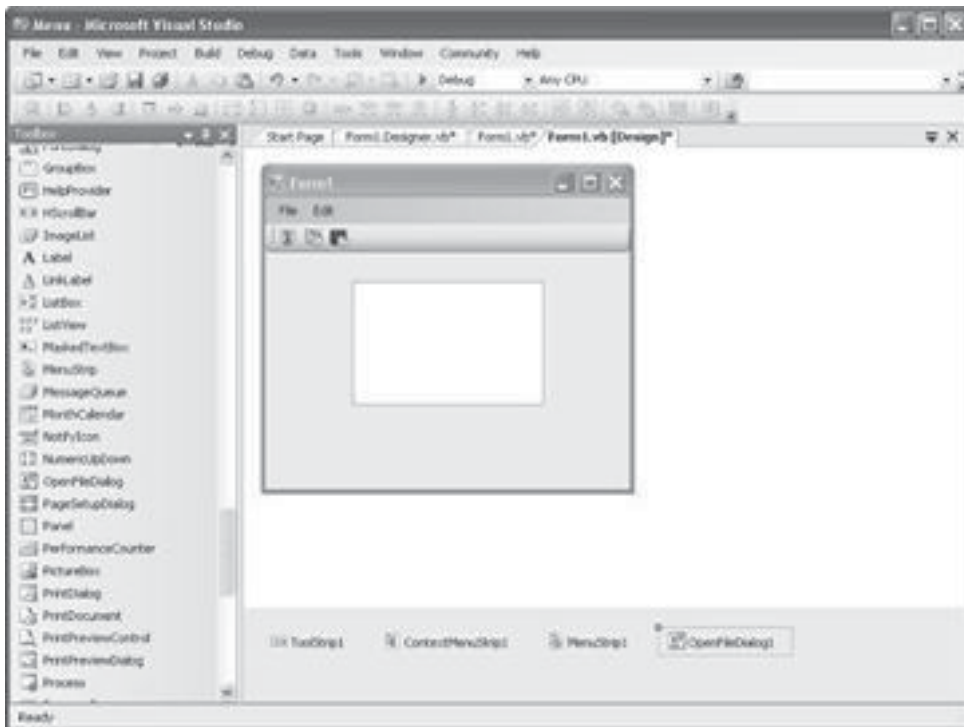 Menu - Microsoft Visual Studio
File Edit View Project Build Debug Data Tools Window Community Help
Debug Any CPU
Toolbox
Start Page Form1.Designer.vb* Form1.vb* Form1.vb [Design]*
GroupBox
HelpProvider
HScrollBar
ImageList
Label
LinkLabel
ListBox
ListView
MaskedTextBox
MenuStrip
MessageQueue
MonthCalendar
NotifyIcon
NumericUpDown
OpenFileDialog
PageSetupDialog
Panel
PerformanceCounter
PictureBox
PrintDialog
PrintDocument
PrintPreviewControl
PrintPreviewDialog
Process
Form1
File Edit
ToolStrip1 ContextMenuStrip1 MenuStrip1 OpenFileDialog1
Ready